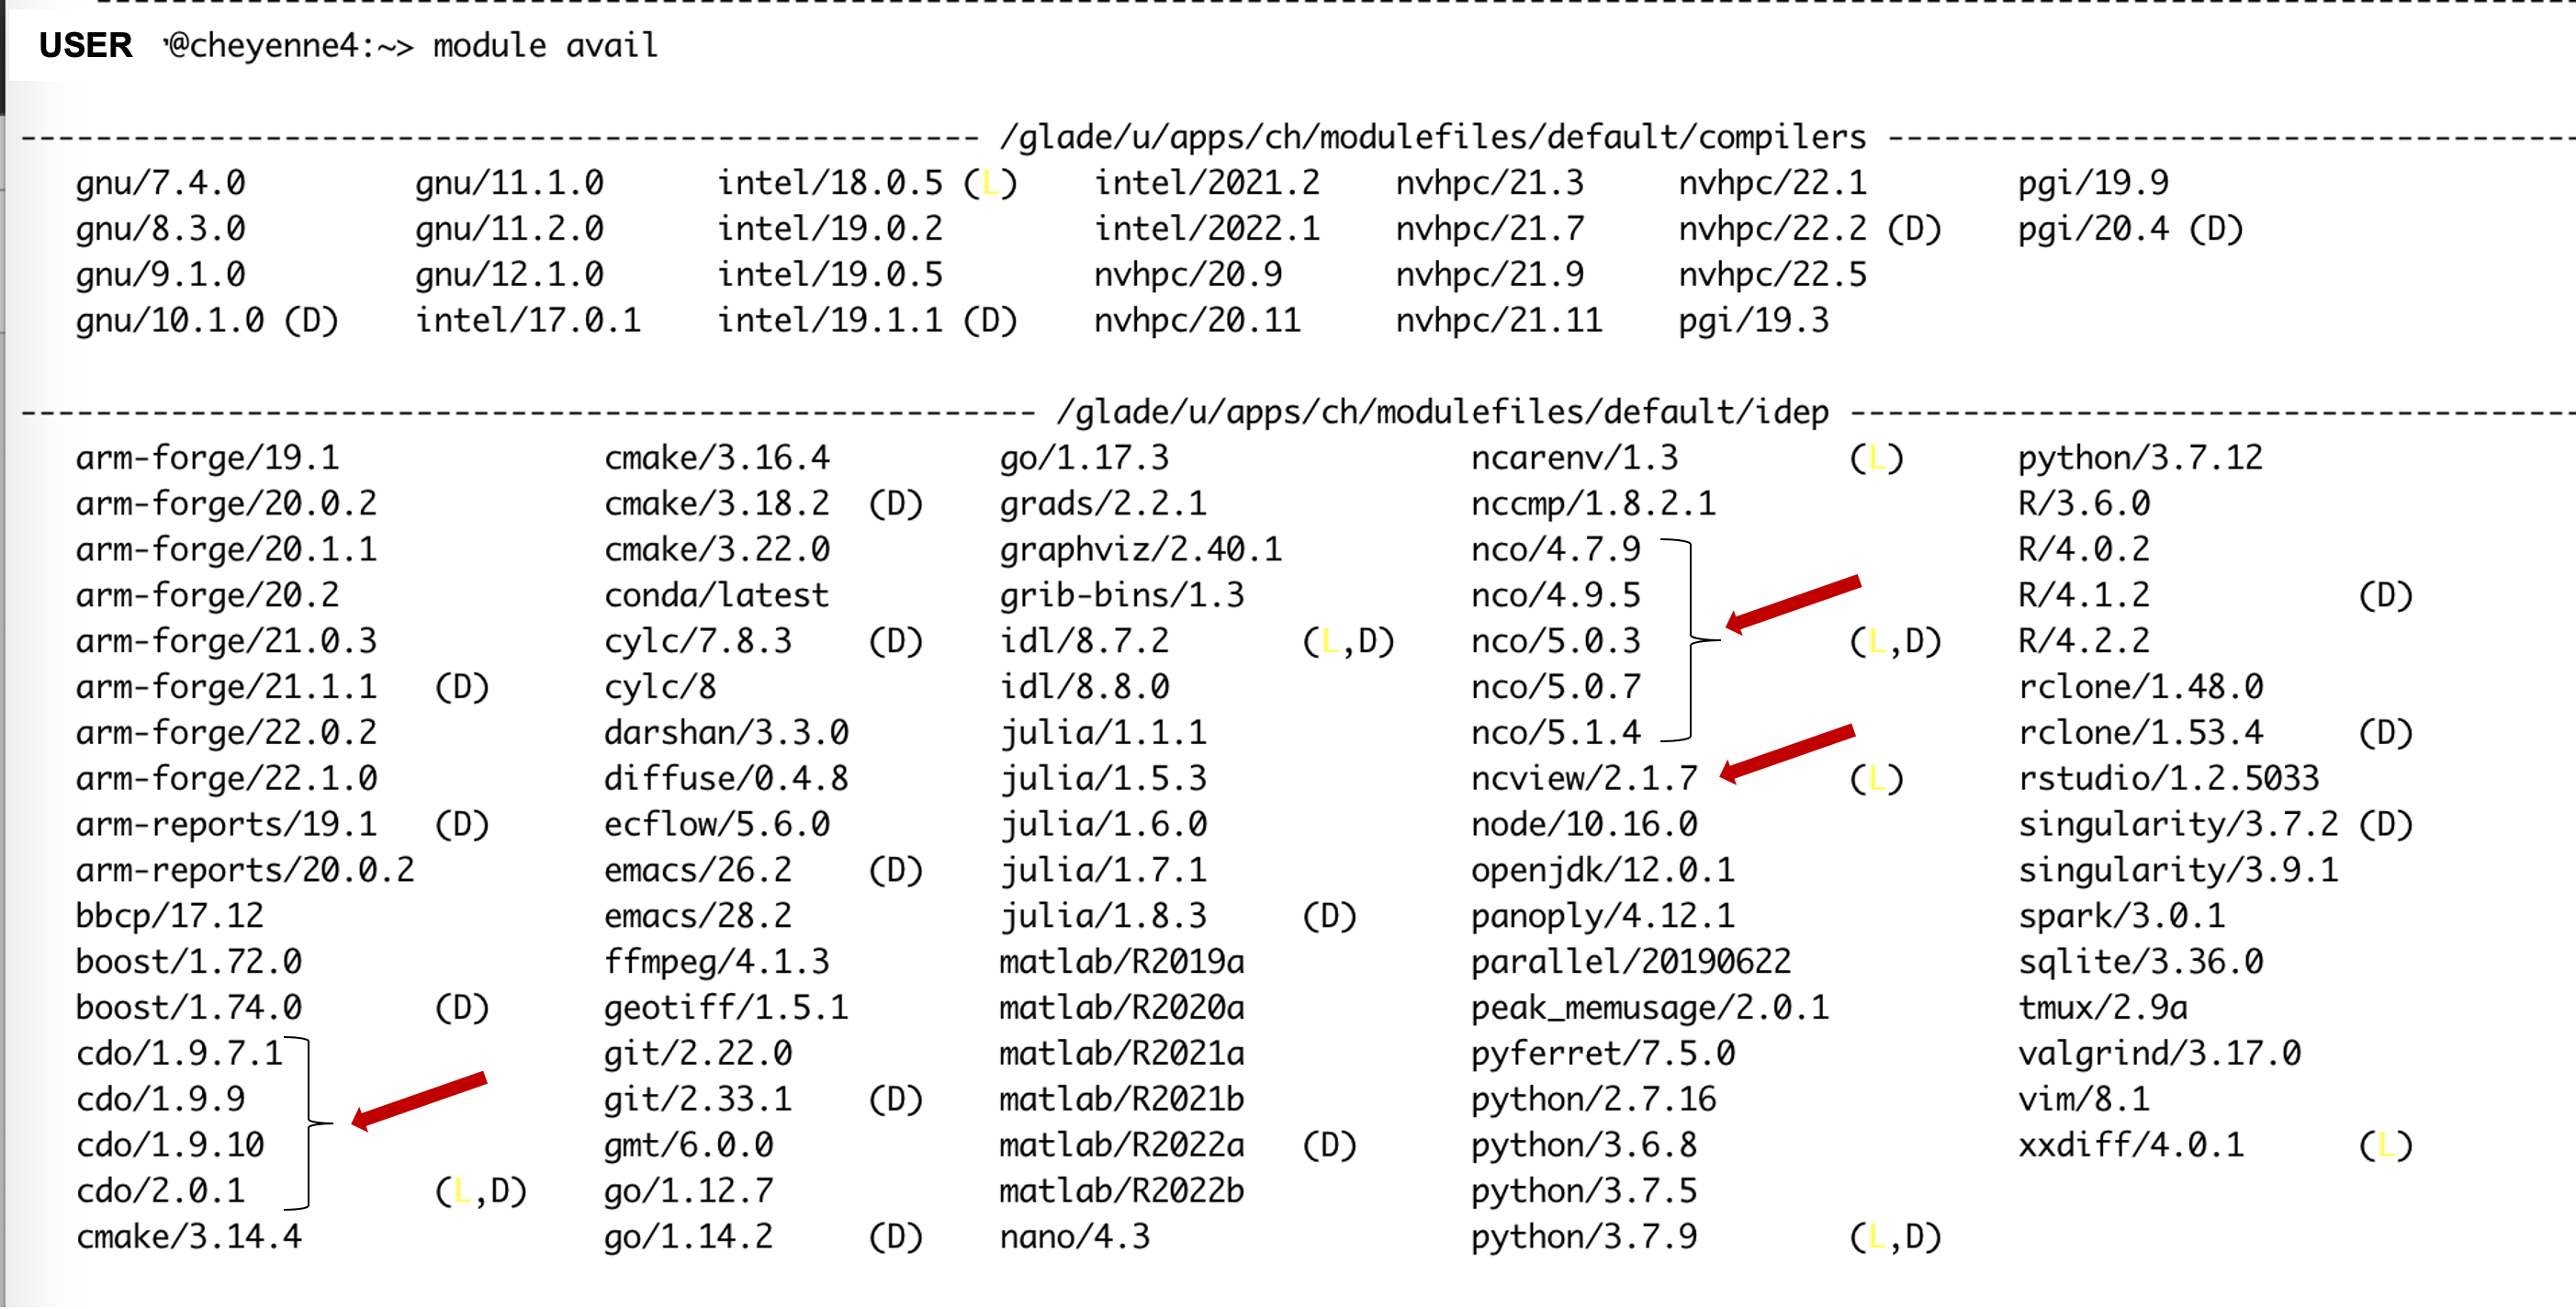 USER @cheyenne4:~> module avail
--------------------------------------------------- /glade/u/apps/ch/modulefiles/default/compilers -------------------------------------
gnu/7.4.0 gnu/11.1.0 intel/18.0.5 (L) intel/2021.2 nvhpc/21.3 nvhpc/22.1 pgi/19.9
gnu/8.3.0 gnu/11.2.0 intel/19.0.2 intel/2022.1 nvhpc/21.7 nvhpc/22.2 (D) pgi/20.4 (D)
gnu/9.1.0 gnu/12.1.0 intel/19.0.5 nvhpc/20.9 nvhpc/21.9 nvhpc/22.5
gnu/10.1.0 (D) intel/17.0.1 intel/19.1.1 (D) nvhpc/20.11 nvhpc/21.11 pgi/19.3
------------------------------------------------------ /glade/u/apps/ch/modulefiles/default/idep ---------------------------------------
arm-forge/19.1 cmake/3.16.4 go/1.17.3 ncarenv/1.3 (L) python/3.7.12
arm-forge/20.0.2 cmake/3.18.2 (D) grads/2.2.1 nccmp/1.8.2.1 R/3.6.0
arm-forge/20.1.1 cmake/3.22.0 graphviz/2.40.1 nco/4.7.9 R/4.0.2
arm-forge/20.2 conda/latest grib-bins/1.3 nco/4.9.5 R/4.1.2 (D)
arm-forge/21.0.3 cylc/7.8.3 (D) idl/8.7.2 (L,D) nco/5.0.3 (L,D) R/4.2.2
arm-forge/21.1.1 (D) cylc/8 idl/8.8.0 nco/5.0.7 rclone/1.48.0
arm-forge/22.0.2 darshan/3.3.0 julia/1.1.1 nco/5.1.4 rclone/1.53.4 (D)
arm-forge/22.1.0 diffuse/0.4.8 julia/1.5.3 ncview/2.1.7 (L) rstudio/1.2.5033
arm-reports/19.1 (D) ecflow/5.6.0 julia/1.6.0 node/10.16.0 singularity/3.7.2 (D)
arm-reports/20.0.2 emacs/26.2 (D) julia/1.7.1 openjdk/12.0.1 singularity/3.9.1
bbcp/17.12 emacs/28.2 julia/1.8.3 (D) panoply/4.12.1 spark/3.0.1
boost/1.72.0 ffmpeg/4.1.3 matlab/R2019a parallel/20190622 sqlite/3.36.0
boost/1.74.0 (D) geotiff/1.5.1 matlab/R2020a peak_memusage/2.0.1 tmux/2.9a
cdo/1.9.7.1 git/2.22.0 matlab/R2021a pyferret/7.5.0 valgrind/3.17.0
cdo/1.9.9 git/2.33.1 (D) matlab/R2021b python/2.7.16 vim/8.1
cdo/1.9.10 gmt/6.0.0 matlab/R2022a (D) python/3.6.8 xxdiff/4.0.1 (L)
cdo/2.0.1 (L,D) go/1.12.7 matlab/R2022b python/3.7.5
cmake/3.14.4 go/1.14.2 (D) nano/4.3 python/3.7.9 (L,D)